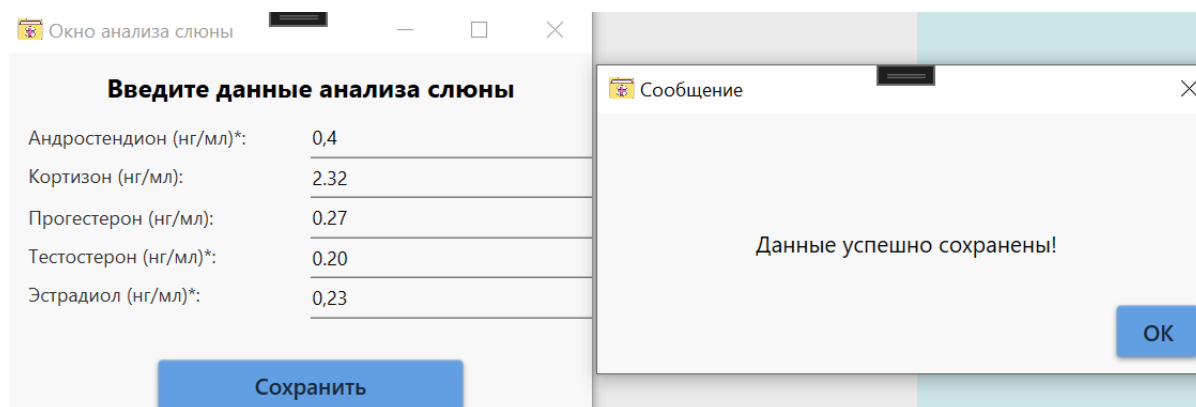 Окно анализа слюны
Введите данные анализа слюны
Андростендион (нг/мл)*: 0,4
Кортизон (нг/мл): 2.32
Прогестерон (нг/мл): 0.27
Тестостерон (нг/мл)*: 0.20
Эстрадиол (нг/мл)*: 0,23
Сохранить
Сообщение
Данные успешно сохранены!
ОК